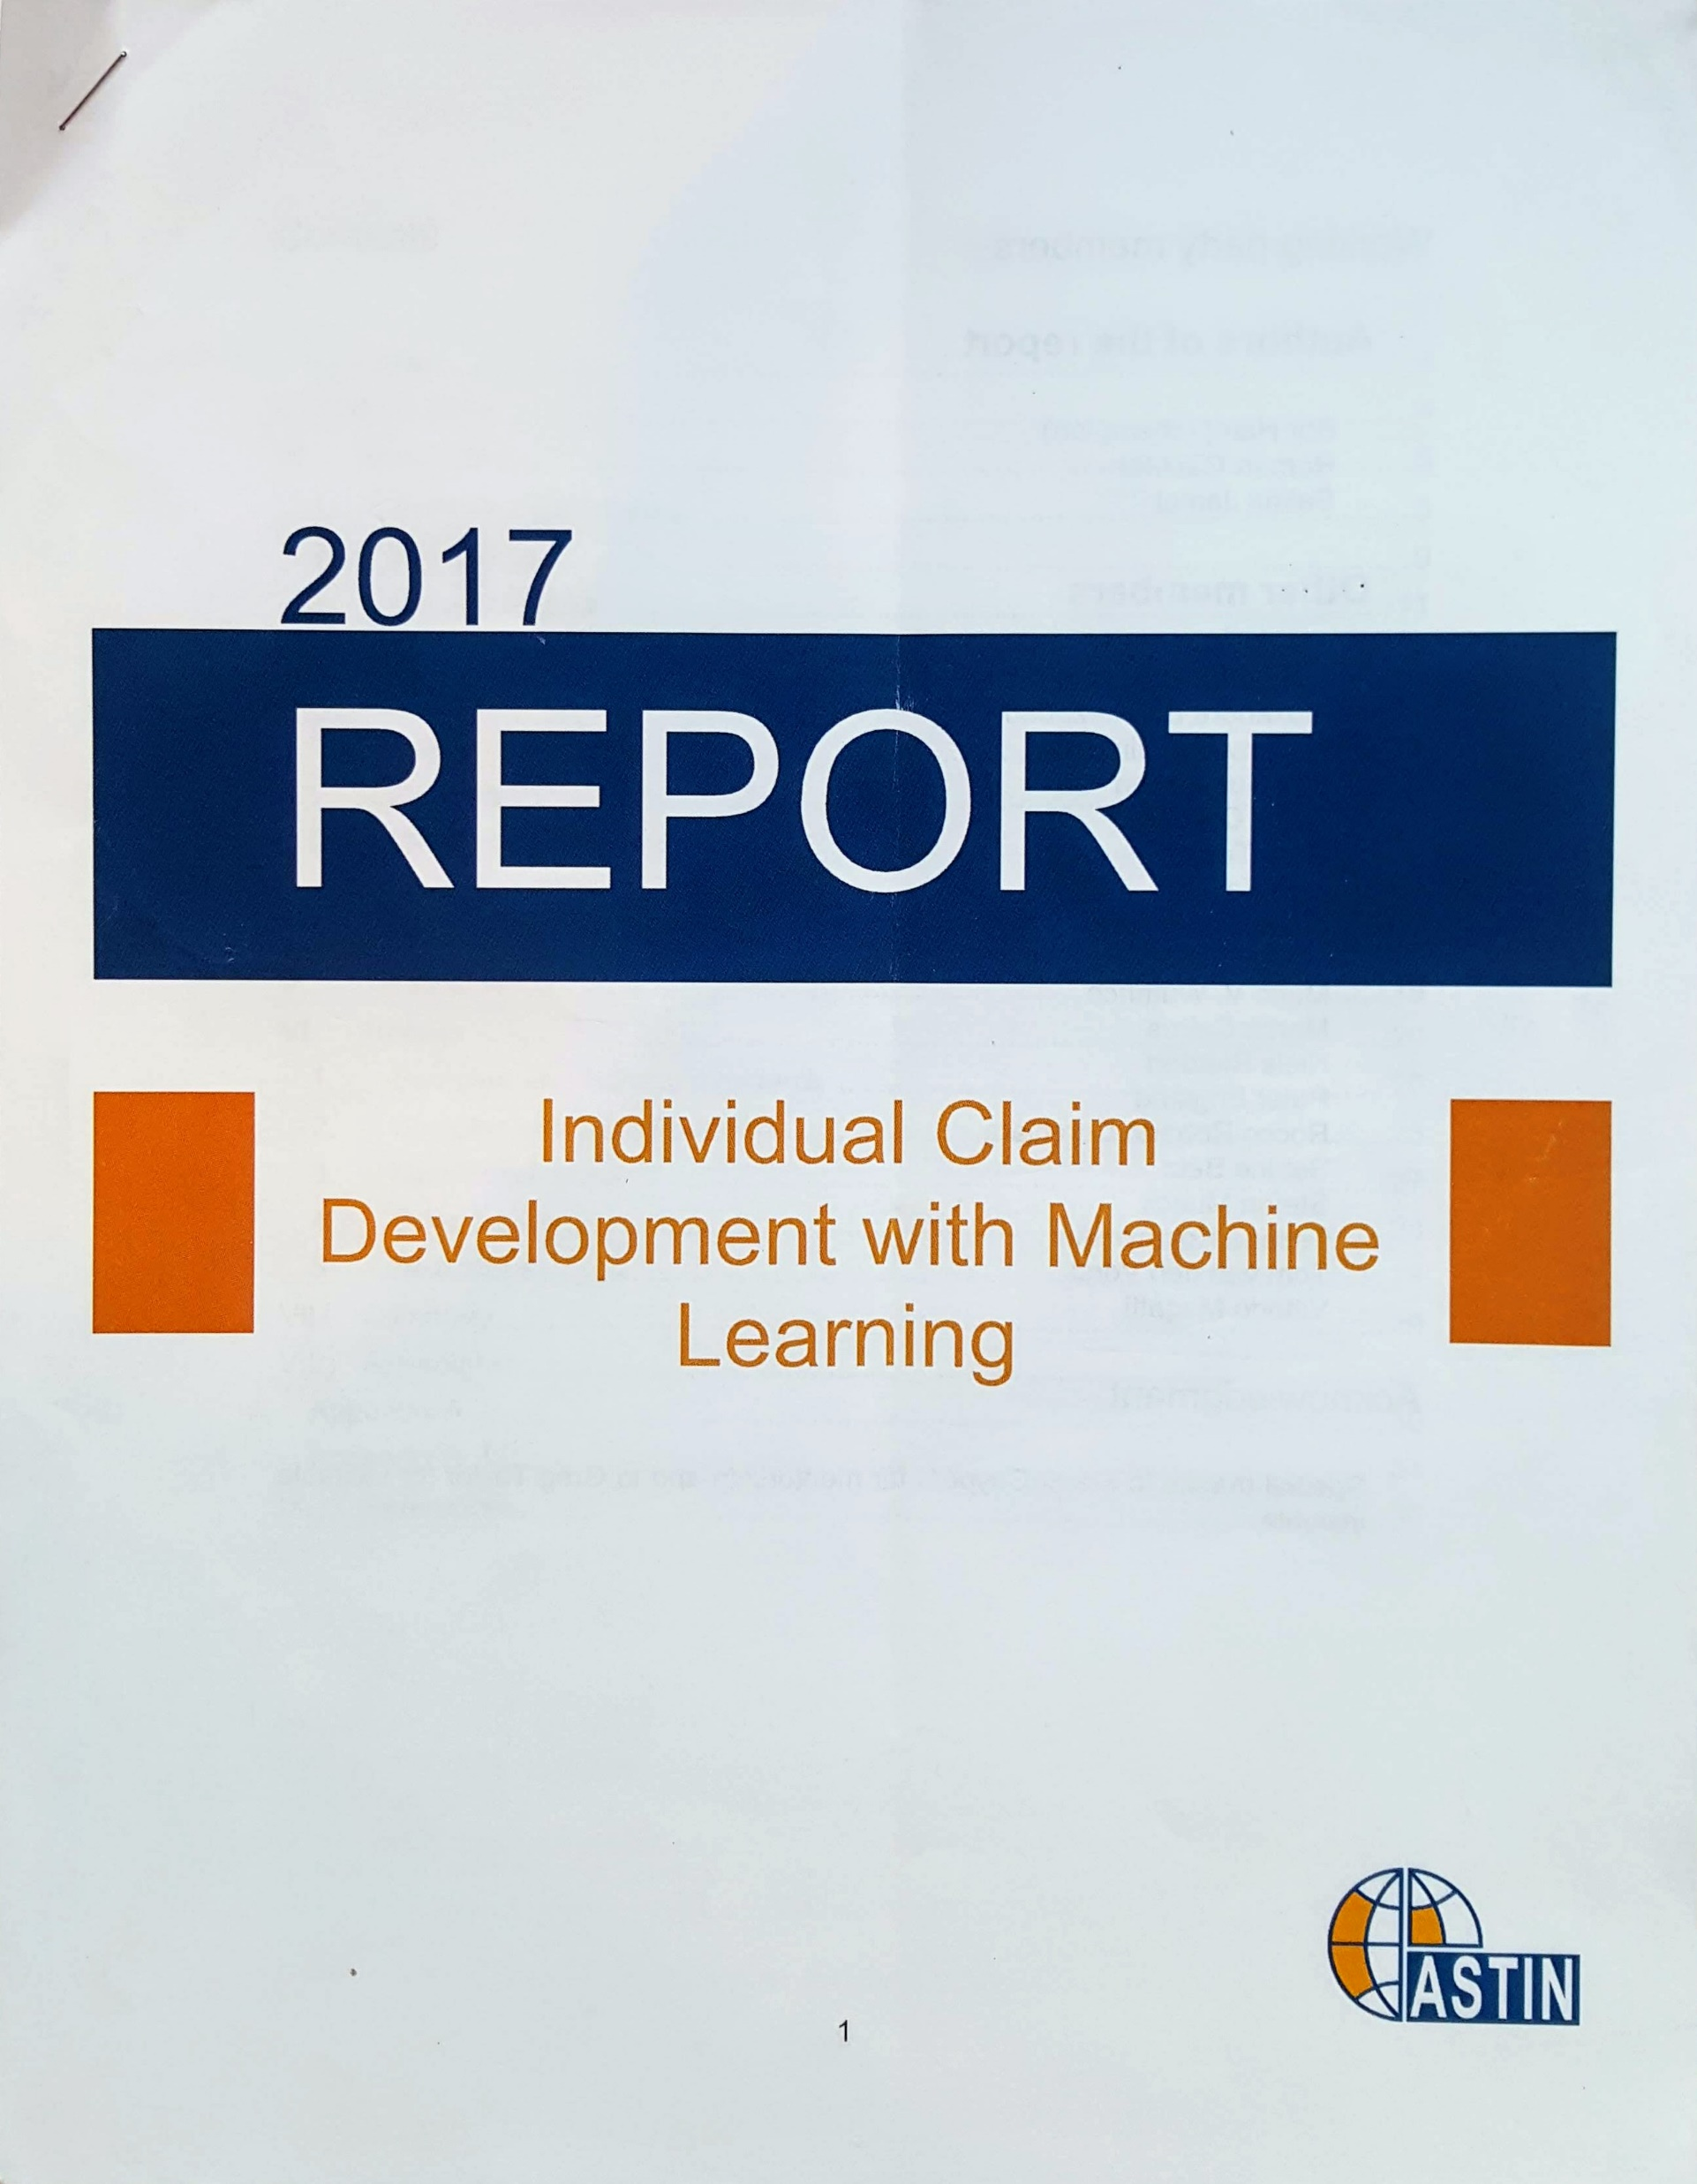 2017
REPORT
Individual Claim
Development with Machine
Learning
ASTIN
1